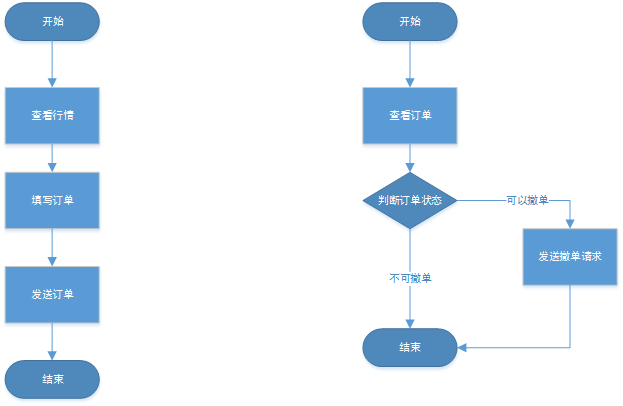 开始
查看行情
填写订单
发送订单
结束
开始
查看订单
判断订单状态
可以撤单
发送撤单请求
不可撤单
结束